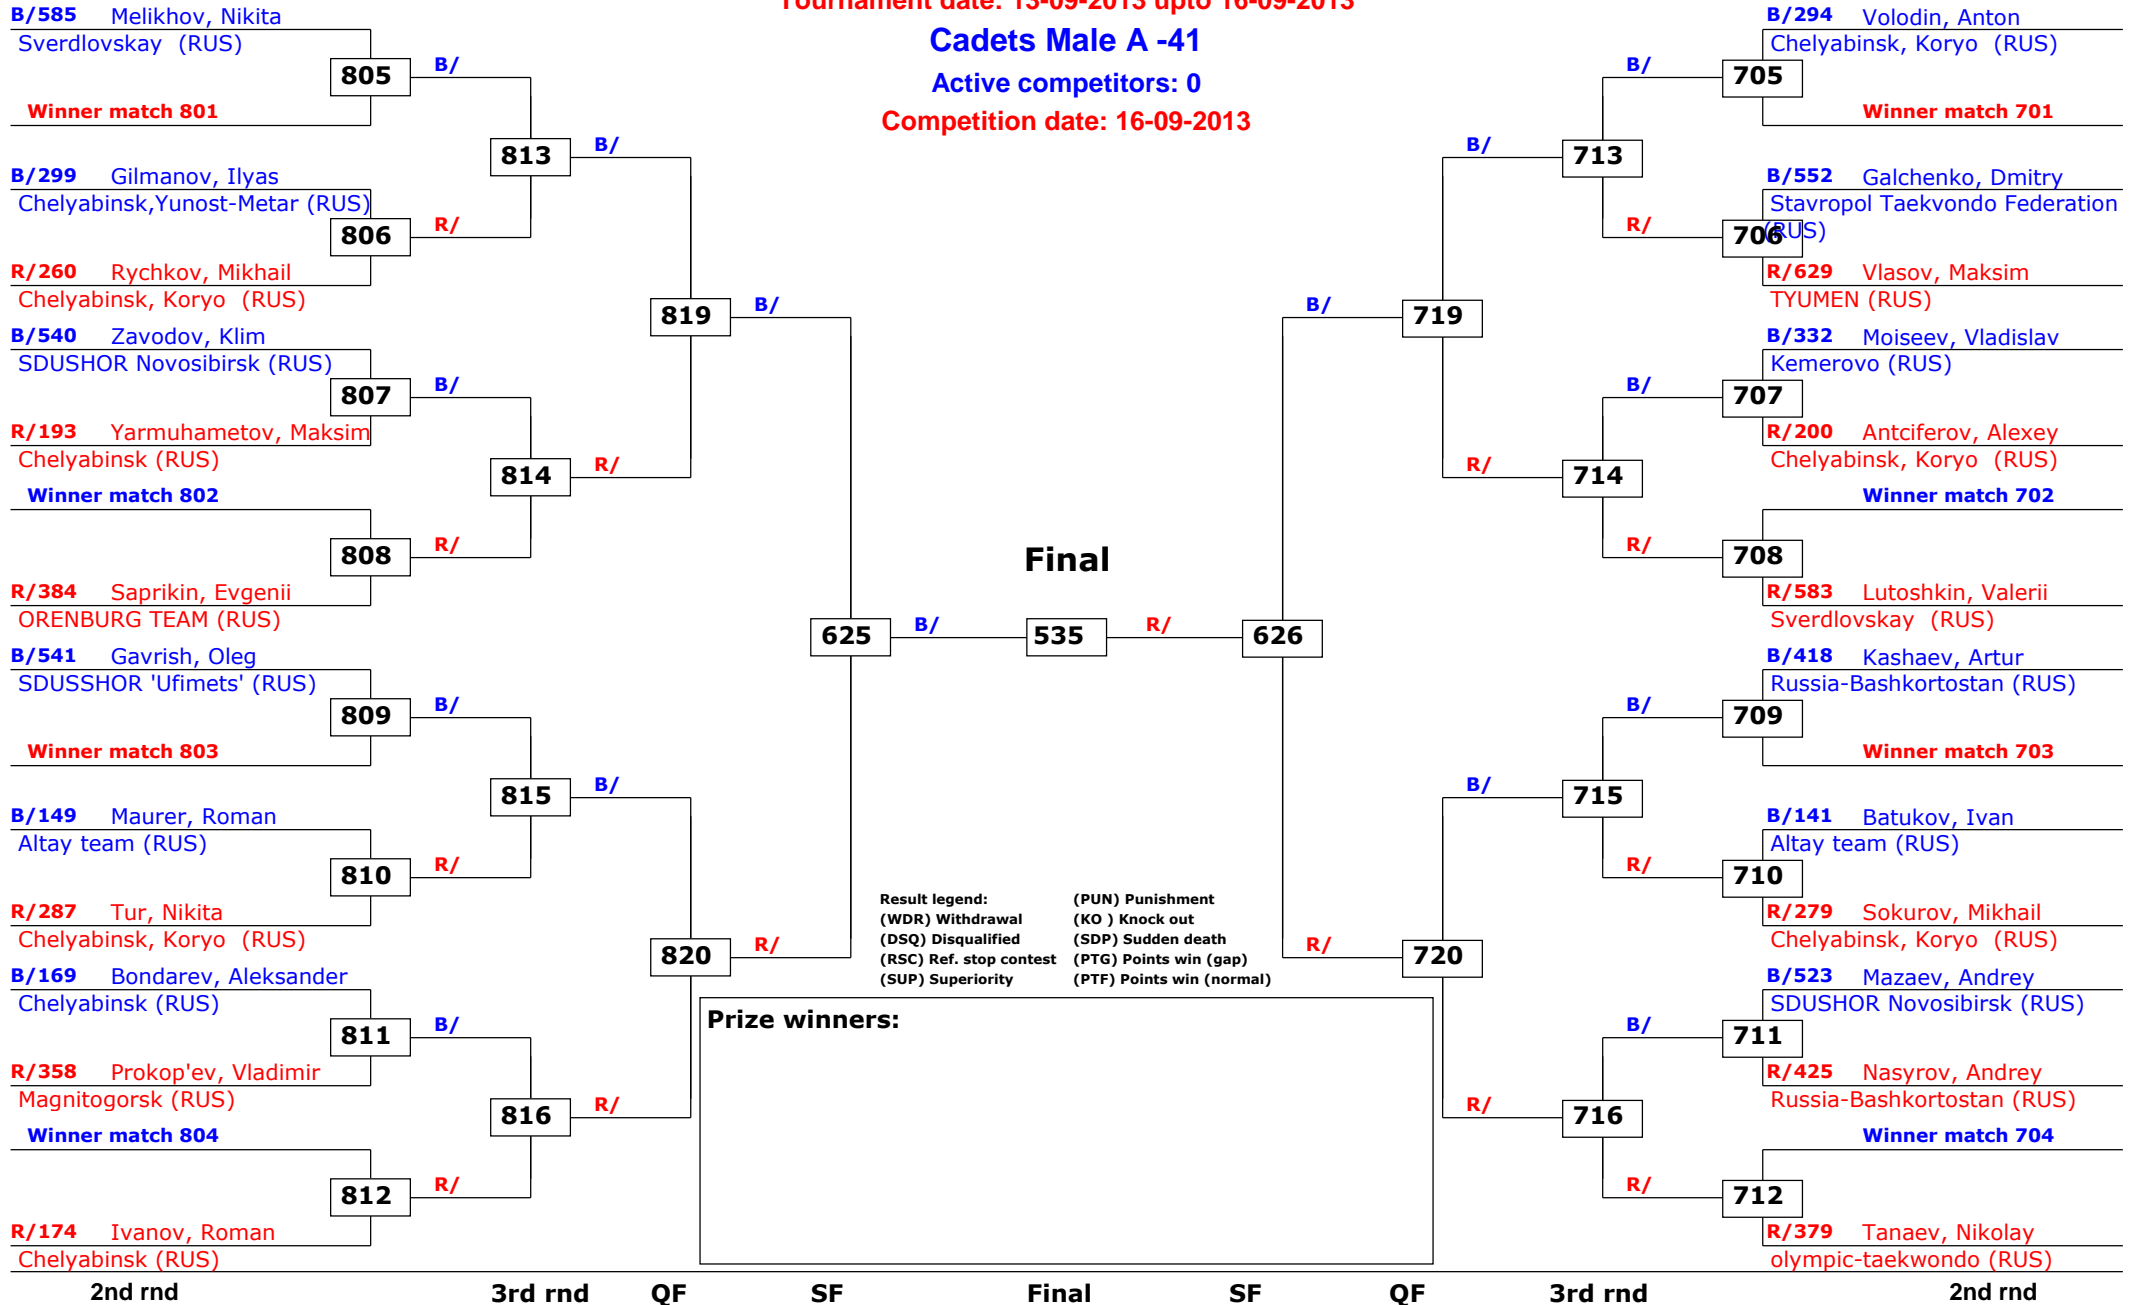 Tournament date: 13-09-2013 upto 16-09-2013
Cadets Male A -41
Active competitors: 0
Competition date: 16-09-2013
B/585 Melikhov, Nikita
Sverdlovskay (RUS)
805
B/
Winner match 801
813
B/
B/299 Gilmanov, Ilyas
Chelyabinsk,Yunost-Metar (RUS)
806
R/
R/260 Rychkov, Mikhail
Chelyabinsk, Koryo (RUS)
819
B/
B/540 Zavodov, Klim
SDUSHOR Novosibirsk (RUS)
807
B/
R/193 Yarmuhametov, Maksim
Chelyabinsk (RUS)
814
R/
Winner match 802
808
R/
R/384 Saprikin, Evgenii
ORENBURG TEAM (RUS)
625
B/
B/541 Gavrish, Oleg
SDUSSHOR 'Ufimets' (RUS)
809
B/
Winner match 803
815
B/
B/149 Maurer, Roman
Altay team (RUS)
810
R/
R/287 Tur, Nikita
Chelyabinsk, Koryo (RUS)
820
R/
B/169 Bondarev, Aleksander
Chelyabinsk (RUS)
811
B/
R/358 Prokop'ev, Vladimir
Magnitogorsk (RUS)
816
R/
Winner match 804
812
R/
R/174 Ivanov, Roman
Chelyabinsk (RUS)
Final
535
R/
626
Result legend: (PUN) Punishment
(WDR) Withdrawal (KO ) Knock out
(DSQ) Disqualified (SDP) Sudden death
(RSC) Ref. stop contest (PTG) Points win (gap)
(SUP) Superiority (PTF) Points win (normal)
Prize winners:
B/294 Volodin, Anton
Chelyabinsk, Koryo (RUS)
B/
705
Winner match 701
B/
713
B/552 Galchenko, Dmitry
Stavropol Taekvondo Federation
(RUS)
R/
706
R/629 Vlasov, Maksim
TYUMEN (RUS)
B/
719
B/332 Moiseev, Vladislav
Kemerovo (RUS)
B/
707
R/200 Antciferov, Alexey
Chelyabinsk, Koryo (RUS)
R/
714
Winner match 702
R/
708
R/583 Lutoshkin, Valerii
Sverdlovskay (RUS)
B/418 Kashaev, Artur
Russia-Bashkortostan (RUS)
B/
709
Winner match 703
B/
715
B/141 Batukov, Ivan
Altay team (RUS)
R/
710
R/279 Sokurov, Mikhail
Chelyabinsk, Koryo (RUS)
R/
720
B/523 Mazaev, Andrey
SDUSHOR Novosibirsk (RUS)
B/
711
R/425 Nasyrov, Andrey
Russia-Bashkortostan (RUS)
R/
716
Winner match 704
R/
712
R/379 Tanaev, Nikolay
olympic-taekwondo (RUS)
2nd rnd 3rd rnd QF SF Final SF QF 3rd rnd 2nd rnd